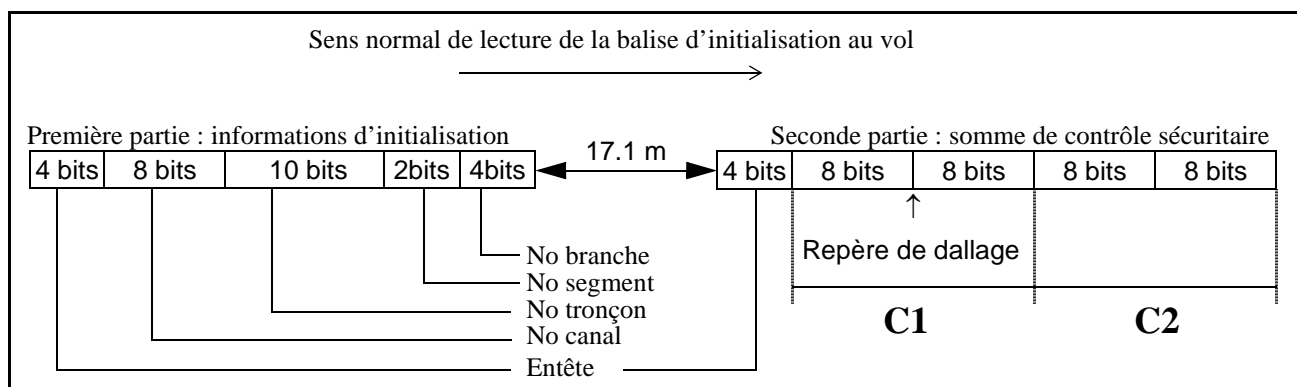 Sens normal de lecture de la balise d’initialisation au vol
Première partie : informations d’initialisation
Seconde partie : somme de contrôle sécuritaire
4 bits 8 bits 10 bits 2bits 4bits 17.1 m 4 bits 8 bits 8 bits 8 bits 8 bits
Repère de dallage
No branche
No segment
No tronçon
No canal
Entête
C1 C2